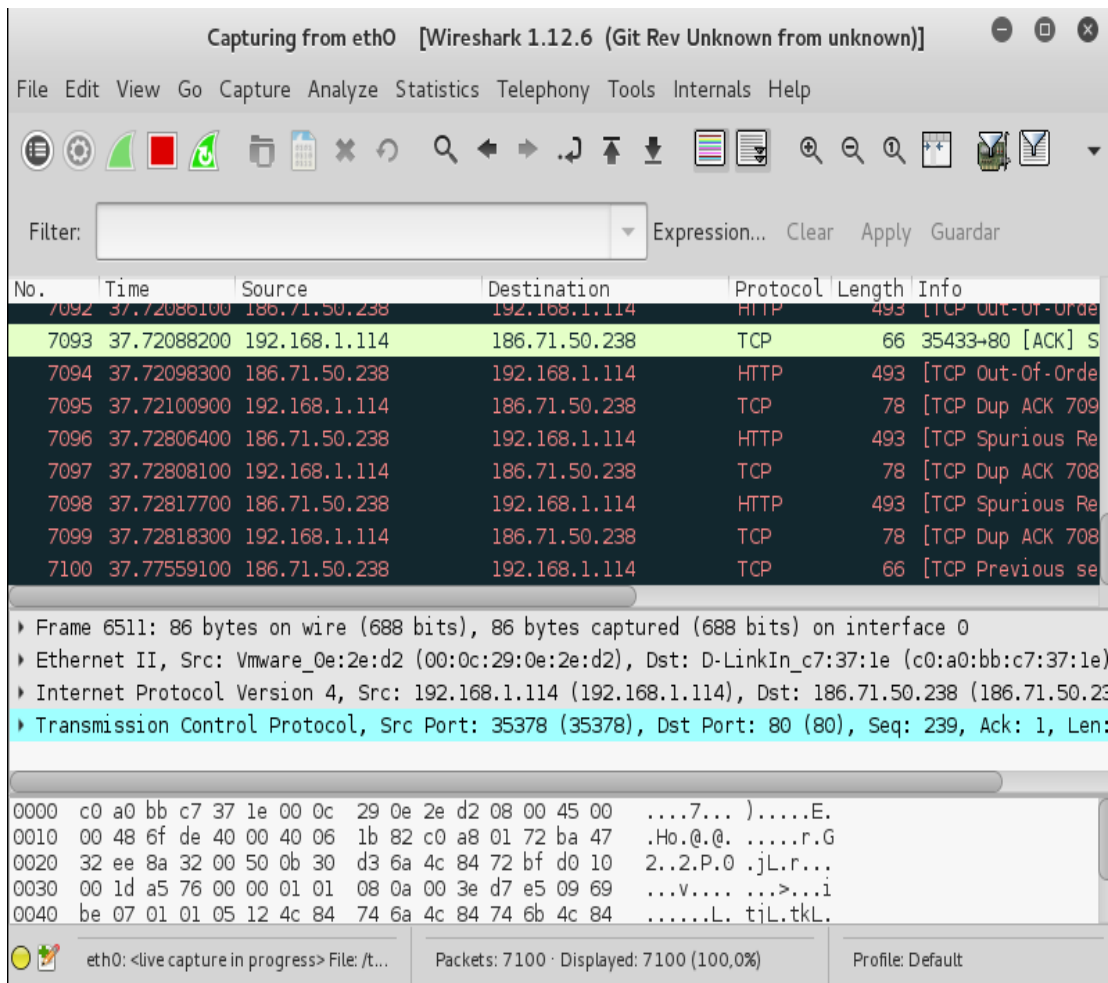 Capturing from eth0 [Wireshark 1.12.6 (Git Rev Unknown from unknown)]
File Edit View Go Capture Analyze Statistics Telephony Tools Internals Help
Filter: Expression... Clear Apply Guardar
No. Time Source Destination Protocol Length Info
7092 37.72086100 186.71.50.238 192.168.1.114 HTTP 493 [TCP Out-Of-Orde
7093 37.72088200 192.168.1.114 186.71.50.238 TCP 66 35433→80 [ACK] S
7094 37.72098300 186.71.50.238 192.168.1.114 HTTP 493 [TCP Out-Of-Orde
7095 37.72100900 192.168.1.114 186.71.50.238 TCP 78 [TCP Dup ACK 709
7096 37.72806400 186.71.50.238 192.168.1.114 HTTP 493 [TCP Spurious Re
7097 37.72808100 192.168.1.114 186.71.50.238 TCP 78 [TCP Dup ACK 708
7098 37.72817700 186.71.50.238 192.168.1.114 HTTP 493 [TCP Spurious Re
7099 37.72818300 192.168.1.114 186.71.50.238 TCP 78 [TCP Dup ACK 708
7100 37.77559100 186.71.50.238 192.168.1.114 TCP 66 [TCP Previous se
Frame 6511: 86 bytes on wire (688 bits), 86 bytes captured (688 bits) on interface 0
Ethernet II, Src: Vmware_0e:2e:d2 (00:0c:29:0e:2e:d2), Dst: D-LinkIn_c7:37:1e (c0:a0:bb:c7:37:1e)
Internet Protocol Version 4, Src: 192.168.1.114 (192.168.1.114), Dst: 186.71.50.238 (186.71.50.23
Transmission Control Protocol, Src Port: 35378 (35378), Dst Port: 80 (80), Seq: 239, Ack: 1, Len:
0000 c0 a0 bb c7 37 1e 00 0c 29 0e 2e d2 08 00 45 00 ....7... ).....E.
0010 00 48 6f de 40 00 40 06 1b 82 c0 a8 01 72 ba 47 .Ho.@.@. .....r.G
0020 32 ee 8a 32 00 50 0b 30 d3 6a 4c 84 72 bf d0 10 2..2.P.0 .jL.r...
0030 00 1d a5 76 00 00 01 01 08 0a 00 3e d7 e5 09 69 ...v.... ...>...i
0040 be 07 01 01 05 12 4c 84 74 6a 4c 84 74 6b 4c 84 ......L. tjL.tkL.
eth0: <live capture in progress> File: /t... Packets: 7100 · Displayed: 7100 (100,0%) Profile: Default